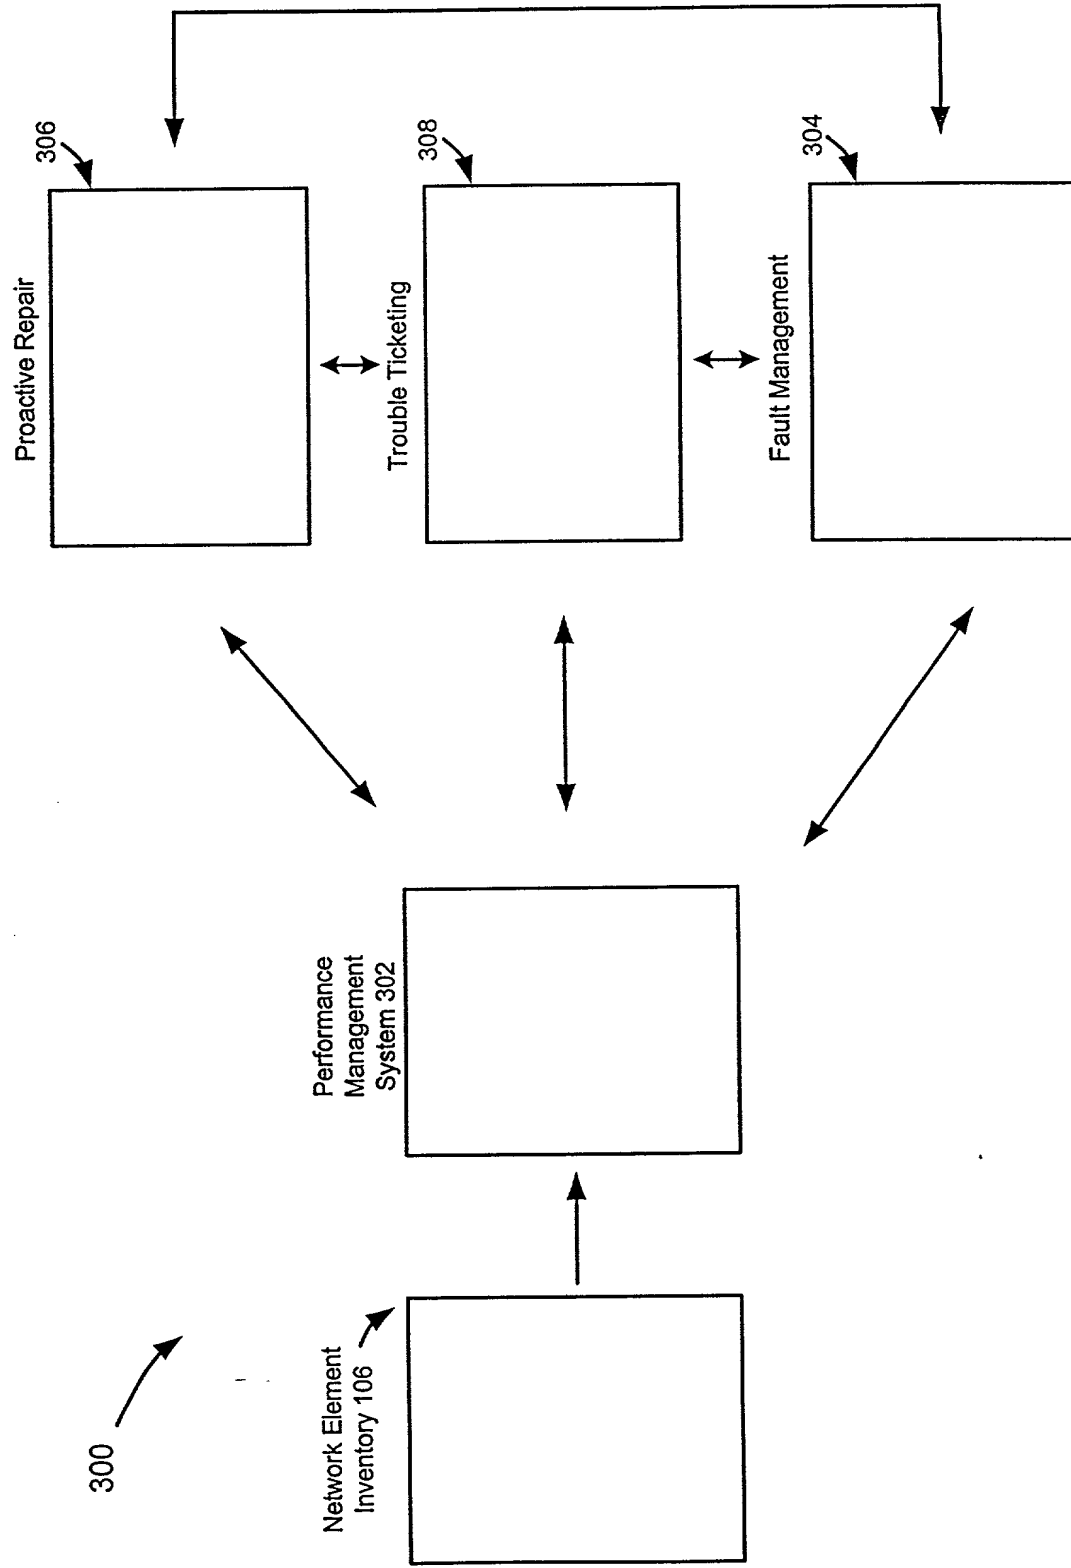 300
Network Element
Inventory 106
Performance
Management
System 302
Proactive Repair
306
Trouble Ticketing
308
Fault Management
304